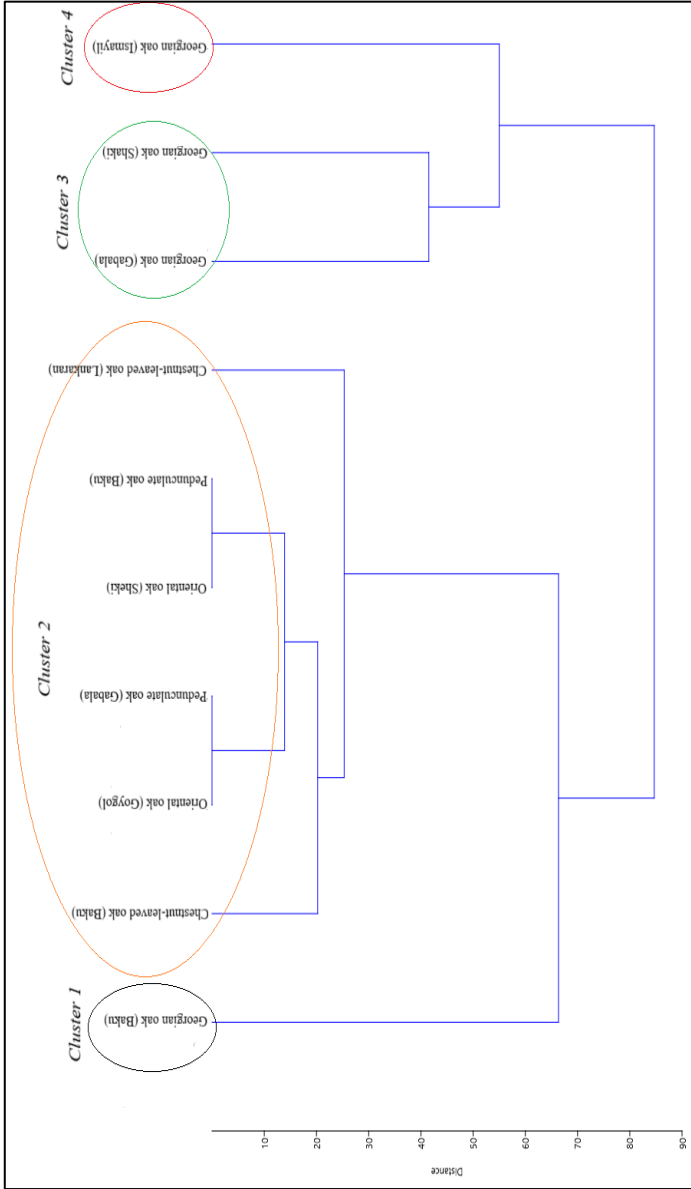 Cluster 4
Georgian oak (Ismayil)
Cluster 3
Georgian oak (Shaki)
Georgian oak (Gabala)
Cluster 2
Chestnut-leaved oak (Lankaran)
Pedunculate oak (Baku)
Oriental oak (Sheki)
Pedunculate oak (Gabala)
Oriental oak (Goygol)
Chestnut-leaved oak (Baku)
Cluster 1
Georgian oak (Baku)
10
20
30
40
50
60
70
80
90
Distance